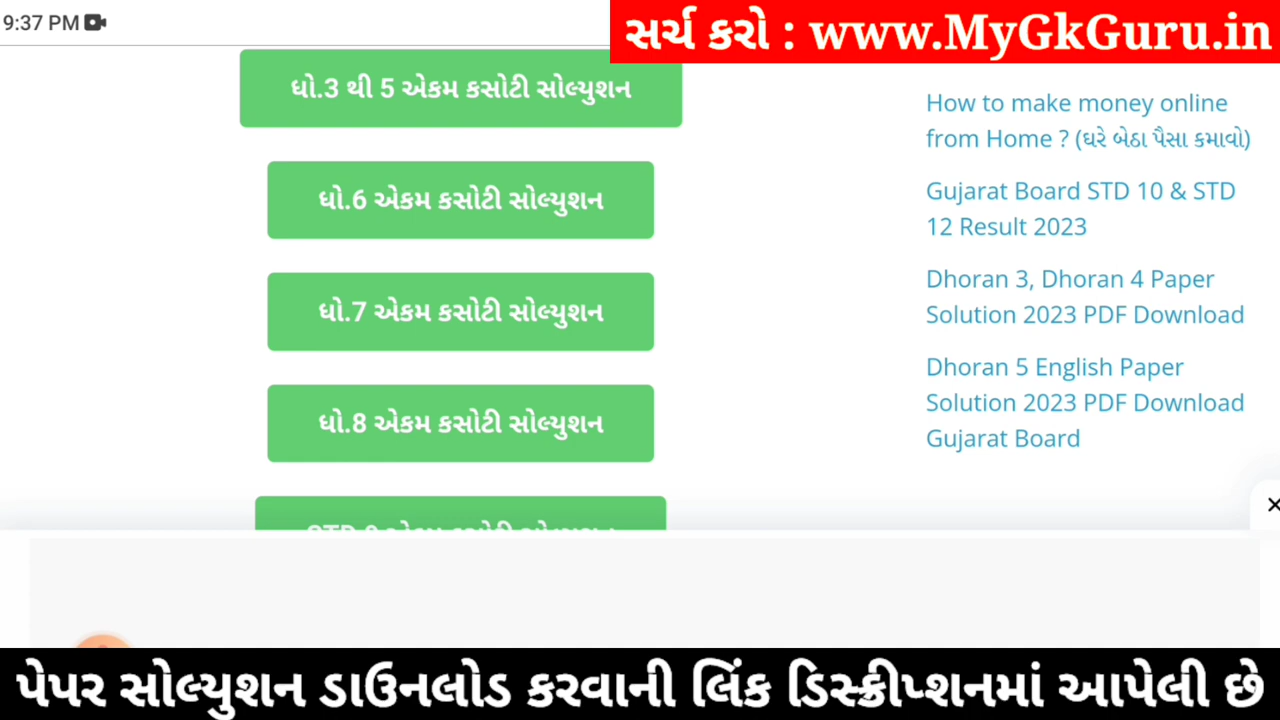 9:37 PM
સર્ચ કરો : www.MyGkGuru.in
ધો.3 થી 5 એકમ કસોટી સોલ્યુશન
ધો.6 એકમ કસોટી સોલ્યુશન
ધો.7 એકમ કસોટી સોલ્યુશન
ધો.8 એકમ કસોટી સોલ્યુશન
How to make money online
from Home ? (ઘરે બેઠા પૈસા કમાવો)
Gujarat Board STD 10 & STD
12 Result 2023
Dhoran 3, Dhoran 4 Paper
Solution 2023 PDF Download
Dhoran 5 English Paper
Solution 2023 PDF Download
Gujarat Board
પેપર સોલ્યુશન ડાઉનલોડ કરવાની લિંક ડિસ્ક્રીપ્શનમાં આપેલી છે